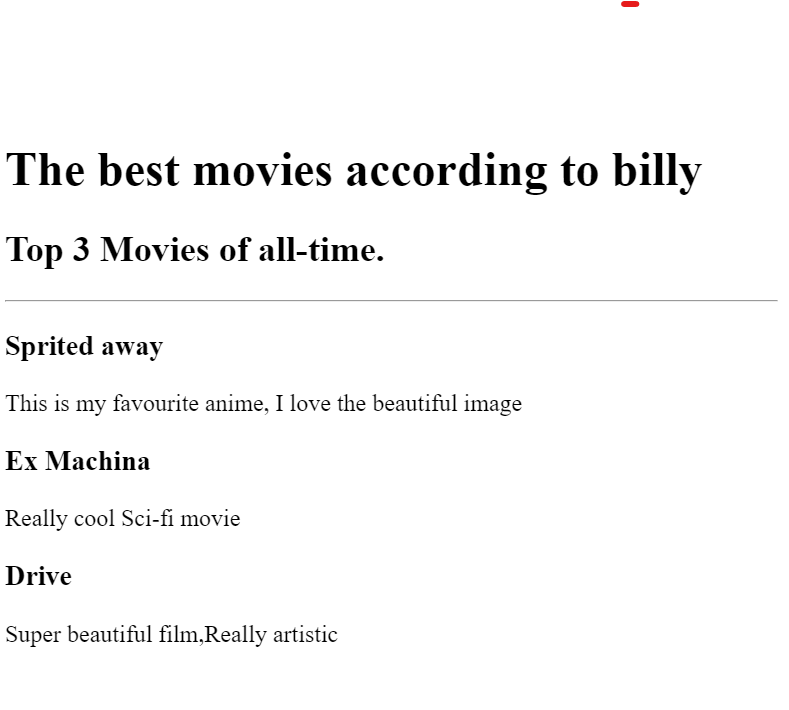 The best movies according to billy
Top 3 Movies of all-time.
Sprited away
This is my favourite anime, I love the beautiful image
Ex Machina
Really cool Sci-fi movie
Drive
Super beautiful film,Really artistic